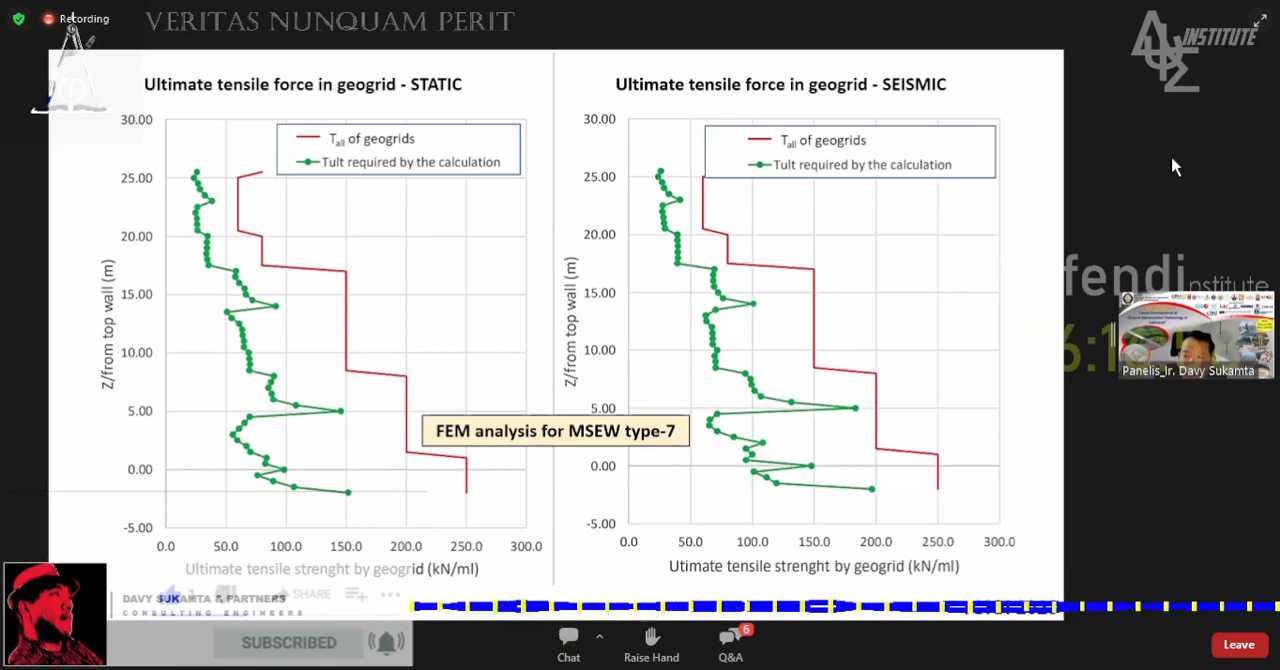 Recording
VERITAS NUNQUAM PERIT
INSTITUTE
Ultimate tensile force in geogrid - STATIC
30.00
25.00
20.00
15.00
10.00
5.00
0.00
-5.00
Z/from top wall (m)
Tall of geogrids
Tult required by the calculation
0.0 50.0 100.0 150.0 200.0 250.0 300.0
Ultimate tensile strenght by geogrid (kN/ml)
Ultimate tensile force in geogrid - SEISMIC
30.00
25.00
20.00
15.00
10.00
5.00
0.00
-5.00
Z/from top wall (m)
Tall of geogrids
Tult required by the calculation
0.0 50.0 100.0 150.0 200.0 250.0 300.0
Utimate tensile strenght by geogrid (kN/ml)
FEM analysis for MSEW type-7
fendi
institute
Panelis_Ir. Davy Sukamta
DAVY SUKAMTA & PARTNERS
CONSULTING ENGINEERS
SHARE
SUBSCRIBED
Chat
Raise Hand
6
Q&A
Leave